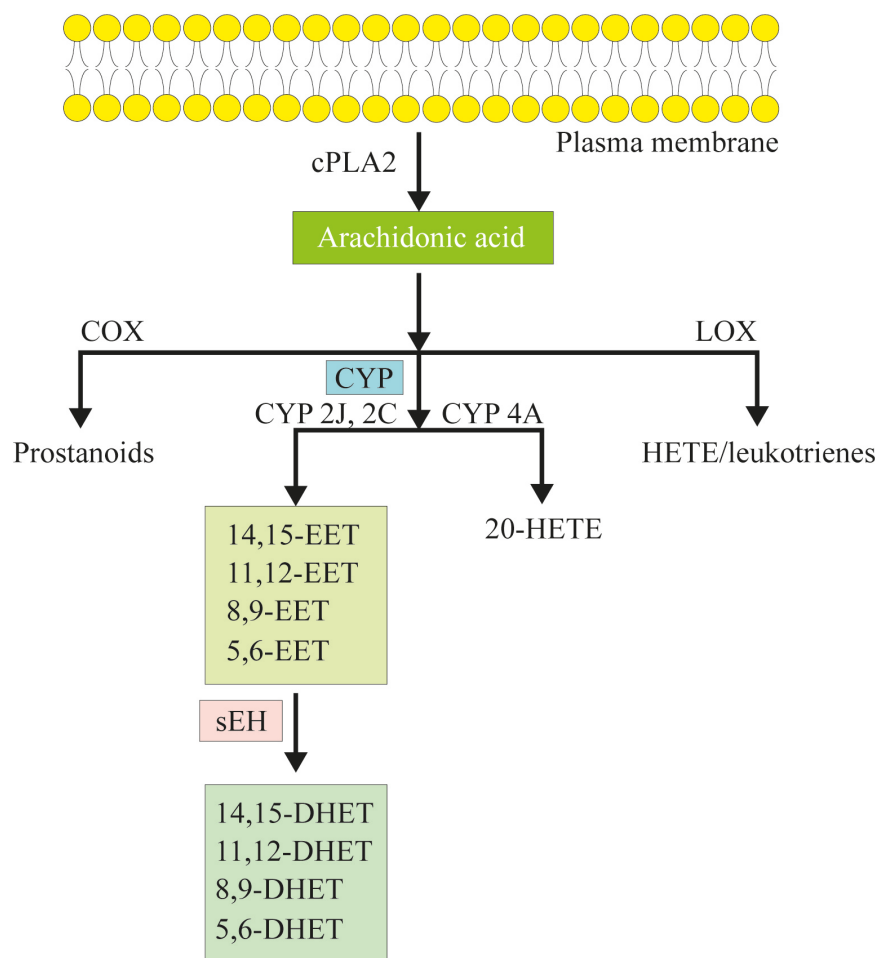 Plasma membrane
cPLA2
Arachidonic acid
COX
LOX
CYP
CYP 2J, 2C
CYP 4A
Prostanoids
HETE/leukotrienes
20-HETE
14,15-EET
11,12-EET
8,9-EET
5,6-EET
sEH
14,15-DHET
11,12-DHET
8,9-DHET
5,6-DHET